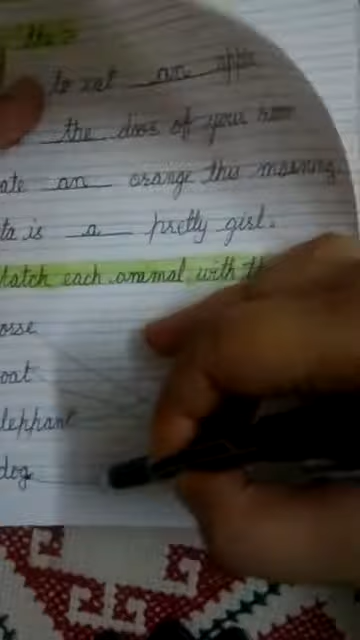 to eat an apple
the door of your
ate an orange this morning.
ta is a pretty girl.
Match each animal with th
orse
oat
lephant
dog